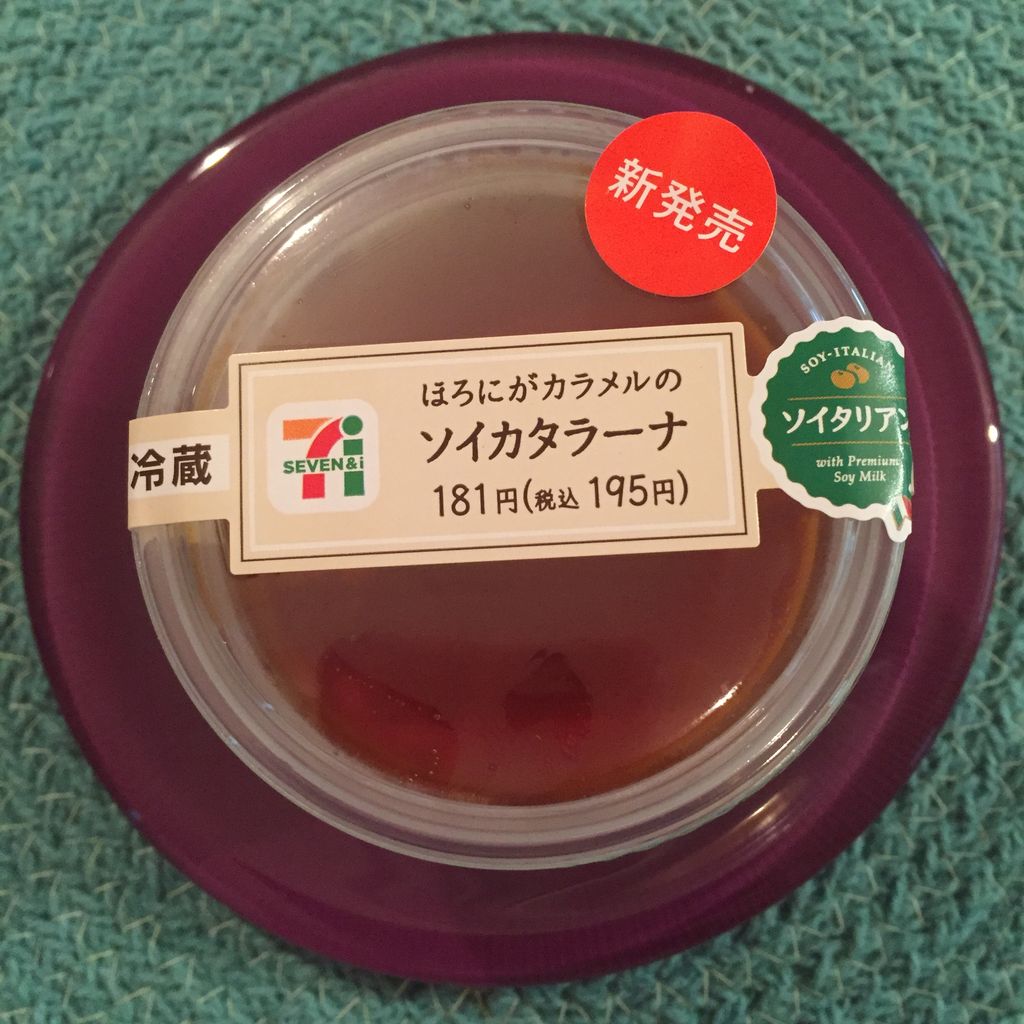 新発売
冷蔵
SEVEN&i
ほろにがカラメルの
ソイカタラーナ
181円(税込 195円)
SOY-ITALIAN
ソイタリアン
with Premium
Soy Milk